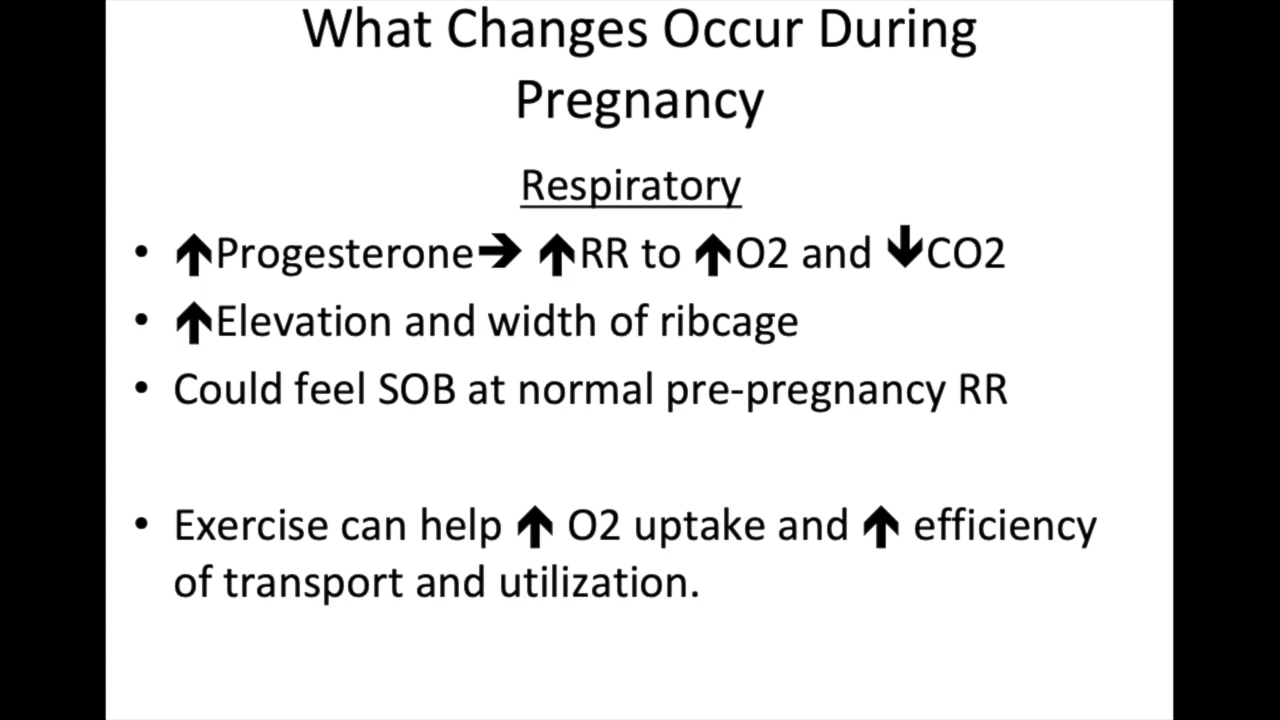 What Changes Occur During
Pregnancy
Respiratory
• ↑Progesterone→ ↑RR to ↑O2 and ↓CO2
• ↑Elevation and width of ribcage
• Could feel SOB at normal pre-pregnancy RR
• Exercise can help ↑ O2 uptake and ↑ efficiency
of transport and utilization.